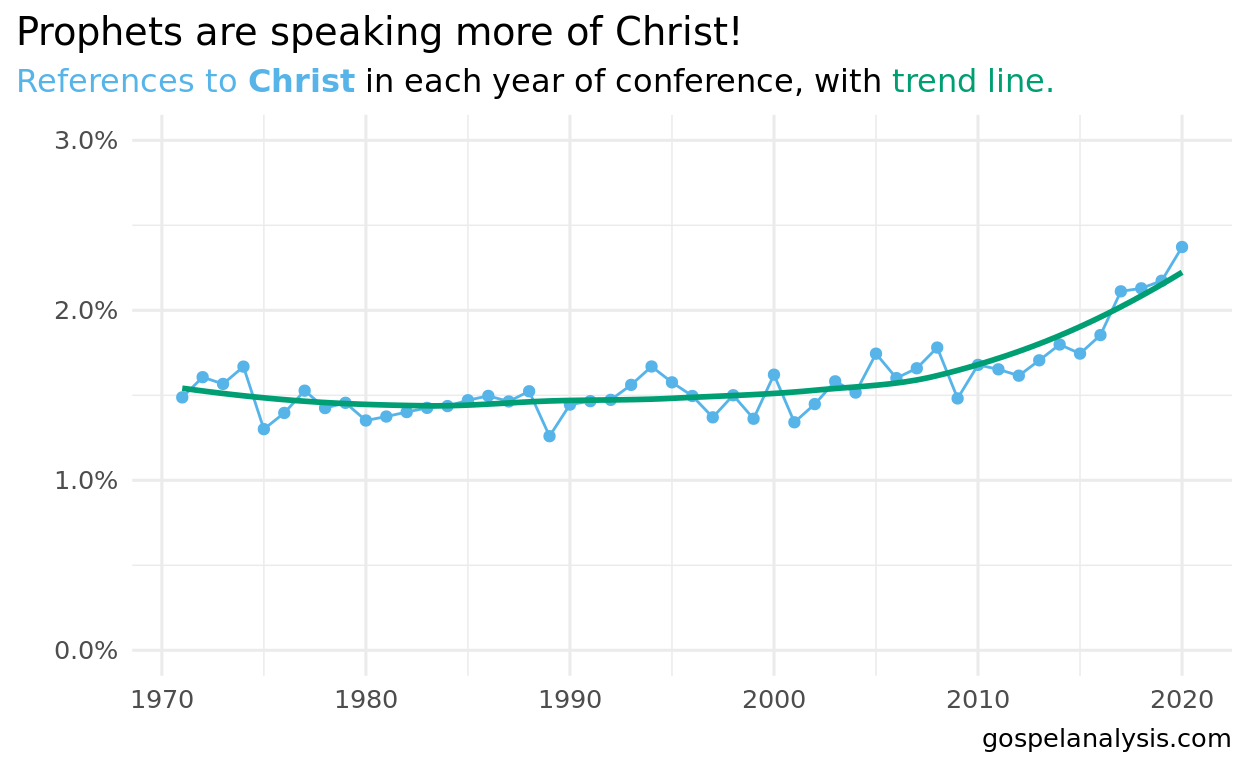 Prophets are speaking more of Christ!
References to Christ in each year of conference, with trend line.
3.0%
2.0%
1.0%
0.0%
1970 1980 1990 2000 2010 2020
gospelanalysis.com